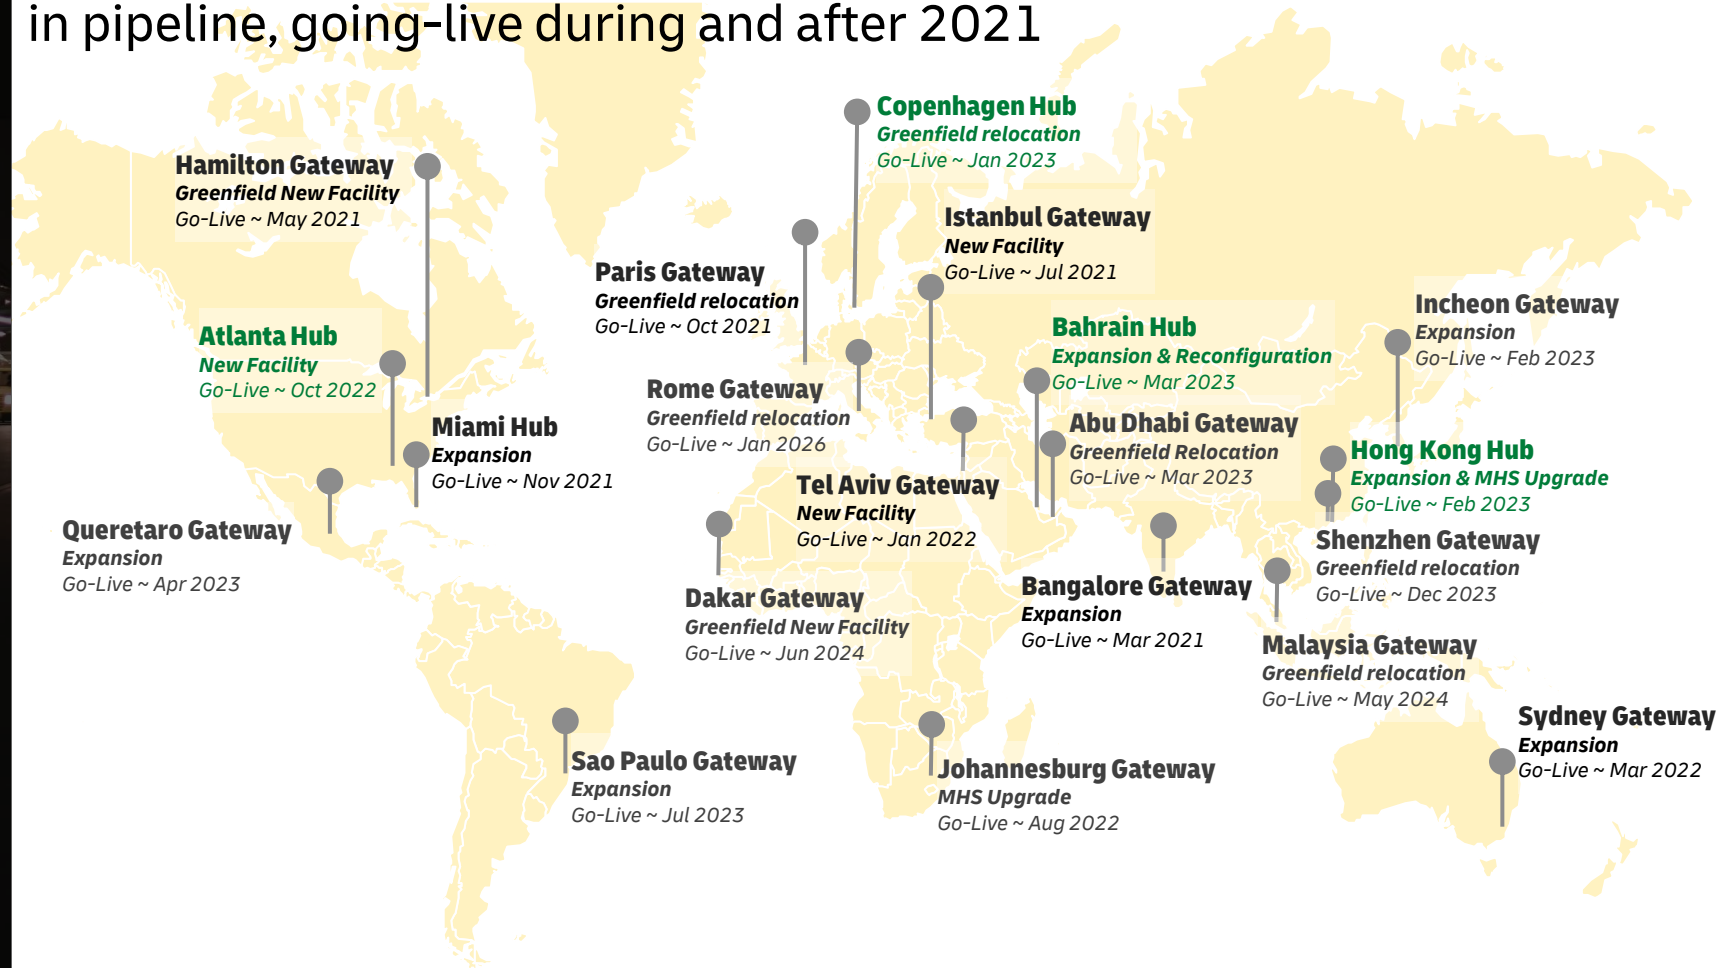 in pipeline, going-live during and after 2021
Copenhagen Hub
Greenfield relocation
Go-Live ~ Jan 2023
Hamilton Gateway
Greenfield New Facility
Go-Live ~ May 2021
Istanbul Gateway
New Facility
Go-Live ~ Jul 2021
Paris Gateway
Greenfield relocation
Go-Live ~ Oct 2021
Incheon Gateway
Expansion
Go-Live ~ Feb 2023
Atlanta Hub
New Facility
Go-Live ~ Oct 2022
Bahrain Hub
Expansion & Reconfiguration
Go-Live ~ Mar 2023
Rome Gateway
Greenfield relocation
Go-Live ~ Jan 2026
Miami Hub
Expansion
Go-Live ~ Nov 2021
Abu Dhabi Gateway
Greenfield Relocation
Go-Live ~ Mar 2023
Hong Kong Hub
Expansion & MHS Upgrade
Go-Live ~ Feb 2023
Tel Aviv Gateway
New Facility
Go-Live ~ Jan 2022
Queretaro Gateway
Expansion
Go-Live ~ Apr 2023
Shenzhen Gateway
Greenfield relocation
Go-Live ~ Dec 2023
Dakar Gateway
Greenfield New Facility
Go-Live ~ Jun 2024
Bangalore Gateway
Expansion
Go-Live ~ Mar 2021
Malaysia Gateway
Greenfield relocation
Go-Live ~ May 2024
Sydney Gateway
Expansion
Go-Live ~ Mar 2022
Sao Paulo Gateway
Expansion
Go-Live ~ Jul 2023
Johannesburg Gateway
MHS Upgrade
Go-Live ~ Aug 2022